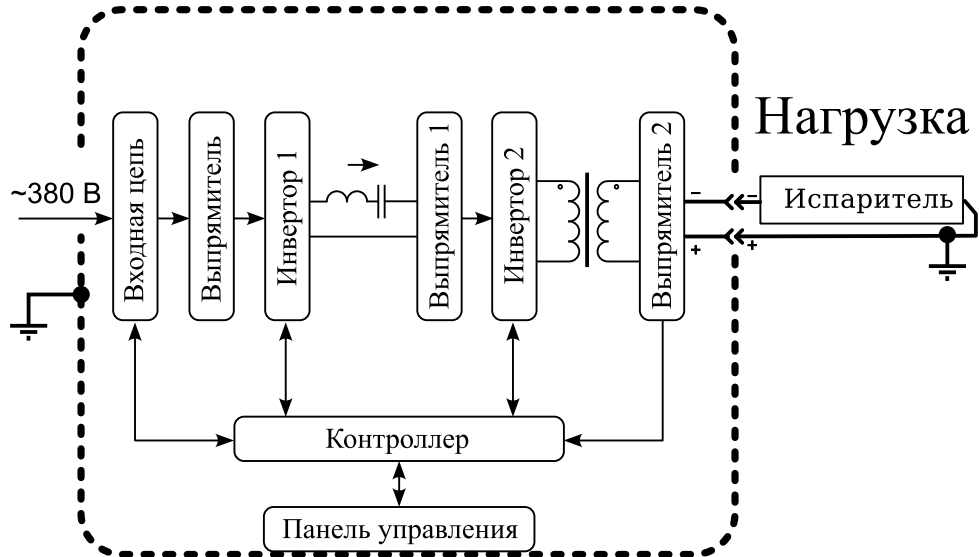 Нагрузка
~380 В
Входная цепь
Выпрямитель
Инвертор 1
Выпрямитель 1
Инвертор 2
Выпрямитель 2
−
−
Испаритель
+
+
Контроллер
Панель управления